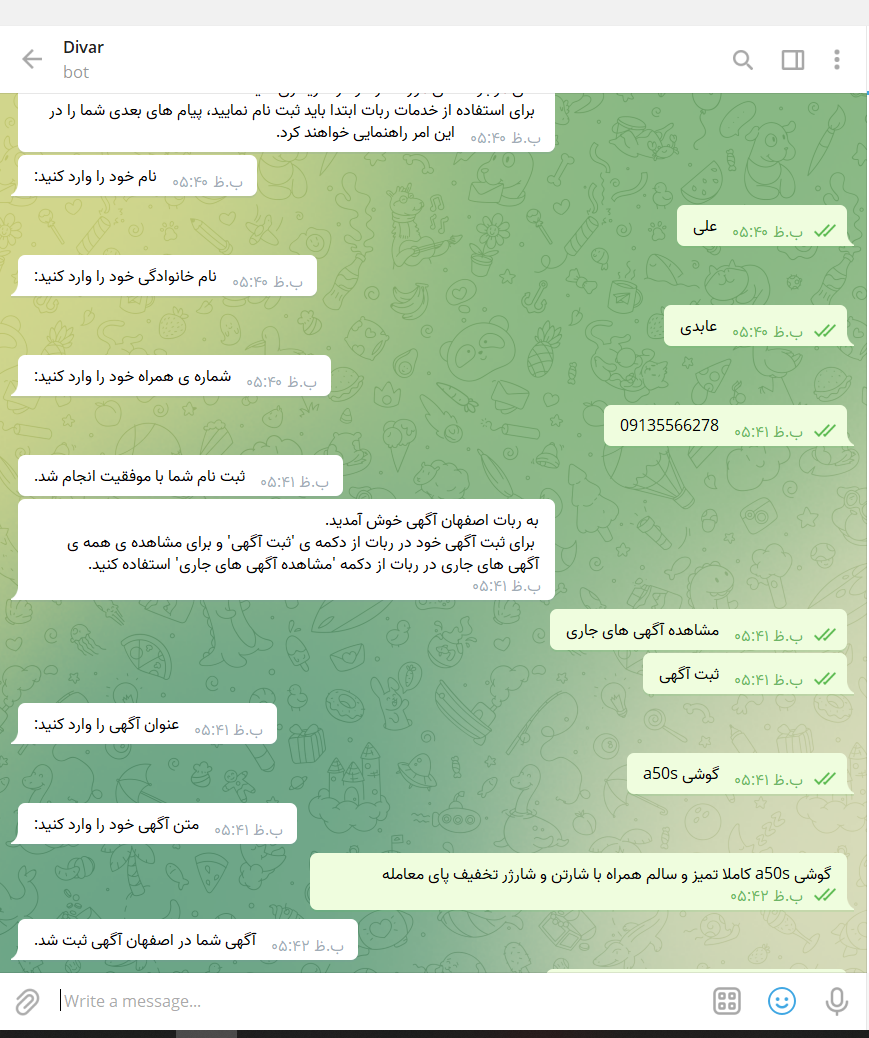 Divar
bot
برای استفاده از خدمات ربات ابتدا باید ثبت نام نمایید، پیام های بعدی شما را در
این امر راهنمایی خواهند کرد.
ب.ظ ۰۵:۴۰
نام خود را وارد کنید:
ب.ظ ۰۵:۴۰
علی
ب.ظ ۰۵:۴۰
نام خانوادگی خود را وارد کنید:
ب.ظ ۰۵:۴۰
عابدی
ب.ظ ۰۵:۴۰
شماره ی همراه خود را وارد کنید:
ب.ظ ۰۵:۴۰
09135566278
ب.ظ ۰۵:۴۱
ثبت نام شما با موفقیت انجام شد.
ب.ظ ۰۵:۴۱
به ربات اصفهان آگهی خوش آمدید.
برای ثبت آگهی خود در ربات از دکمه ی 'ثبت آگهی' و برای مشاهده ی همه ی
آگهی های جاری در ربات از دکمه 'مشاهده آگهی های جاری' استفاده کنید.
ب.ظ ۰۵:۴۱
مشاهده آگهی های جاری
ب.ظ ۰۵:۴۱
ثبت آگهی
ب.ظ ۰۵:۴۱
عنوان آگهی را وارد کنید:
ب.ظ ۰۵:۴۱
گوشی a50s
ب.ظ ۰۵:۴۱
متن آگهی خود را وارد کنید:
ب.ظ ۰۵:۴۱
گوشی a50s کاملا تمیز و سالم همراه با شارتن و شارژر تخفیف پای معامله
ب.ظ ۰۵:۴۲
آگهی شما در اصفهان آگهی ثبت شد.
ب.ظ ۰۵:۴۲
Write a message...